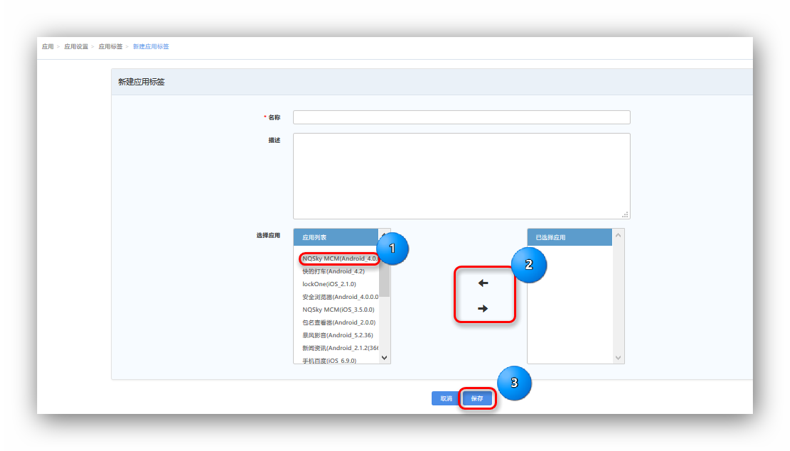 应用 › 应用设置 › 应用标签 › 新建应用标签
新建应用标签
* 名称
描述
选择应用
应用列表
已选择应用
1
NQSky MCM(Android_4.0.
快的打车(Android_4.2)
2
lockOne(iOS_2.1.0)
安全浏览器(Android_4.0.0.0
NQSky MCM(iOS_3.5.0.0)
包名查看器(Android_2.0.0)
暴风影音(Android_5.2.36)
新闻资讯(Android_2.1.2(36
手机百度(iOS_6.9.0)
3
取消
保存